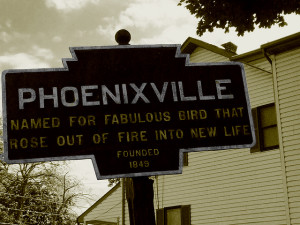 PHOENIXVILLE
NAMED FOR FABULOUS BIRD THAT
ROSE OUT OF FIRE INTO NEW LIFE
FOUNDED
1849